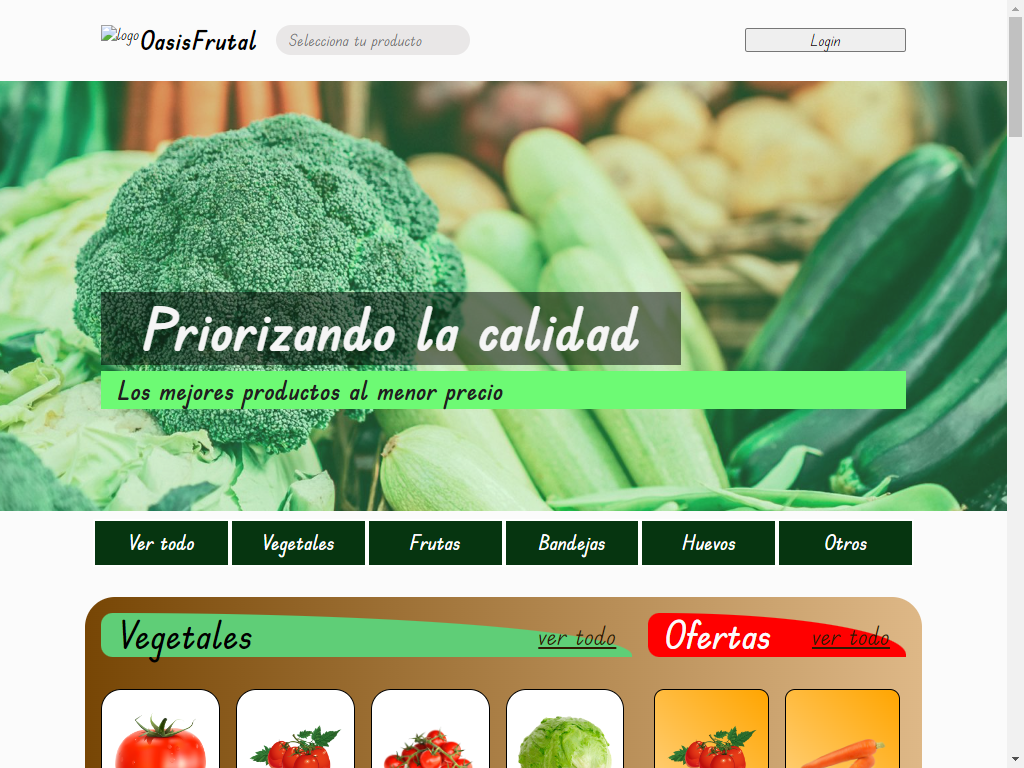 logo
OasisFrutal
Selecciona tu producto
Login
Priorizando la calidad
Los mejores productos al menor precio
Ver todo
Vegetales
Frutas
Bandejas
Huevos
Otros
Vegetales
ver todo
Ofertas
ver todo